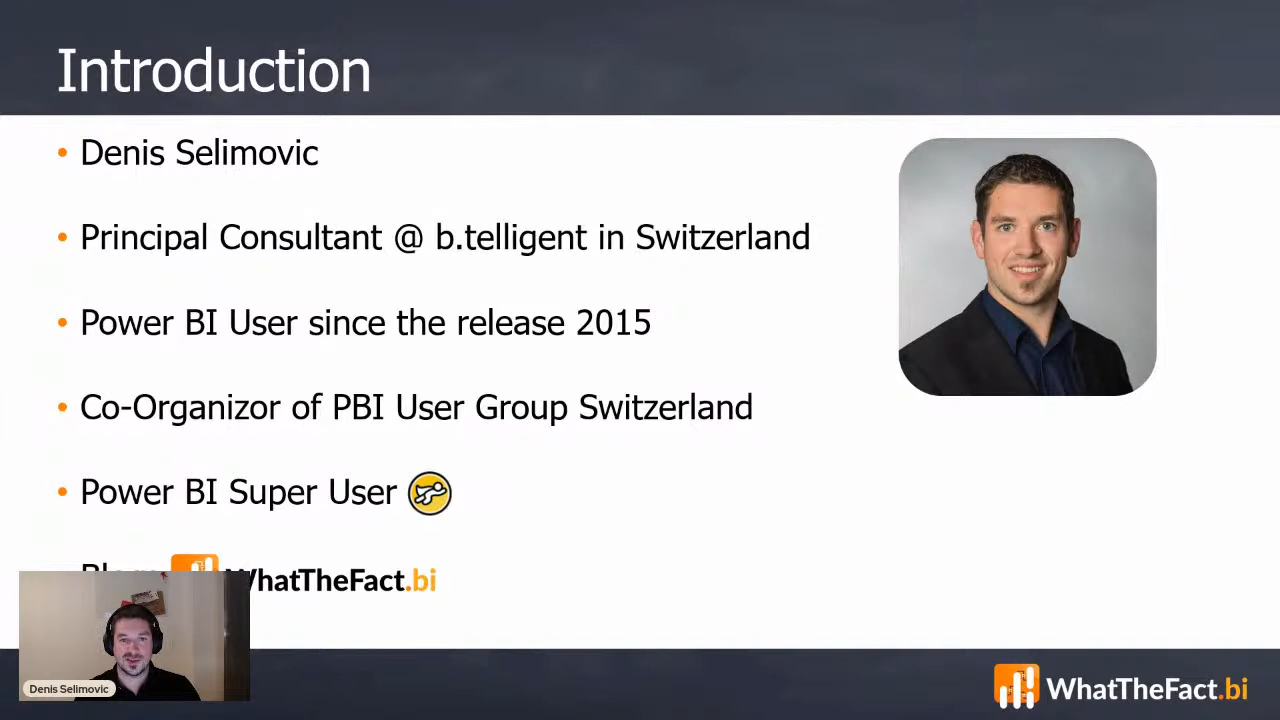 Introduction
Denis Selimovic
Principal Consultant @ b.telligent in Switzerland
Power BI User since the release 2015
Co-Organizor of PBI User Group Switzerland
Power BI Super User
WhatTheFact.bi
Denis Selimovic
WhatTheFact.bi